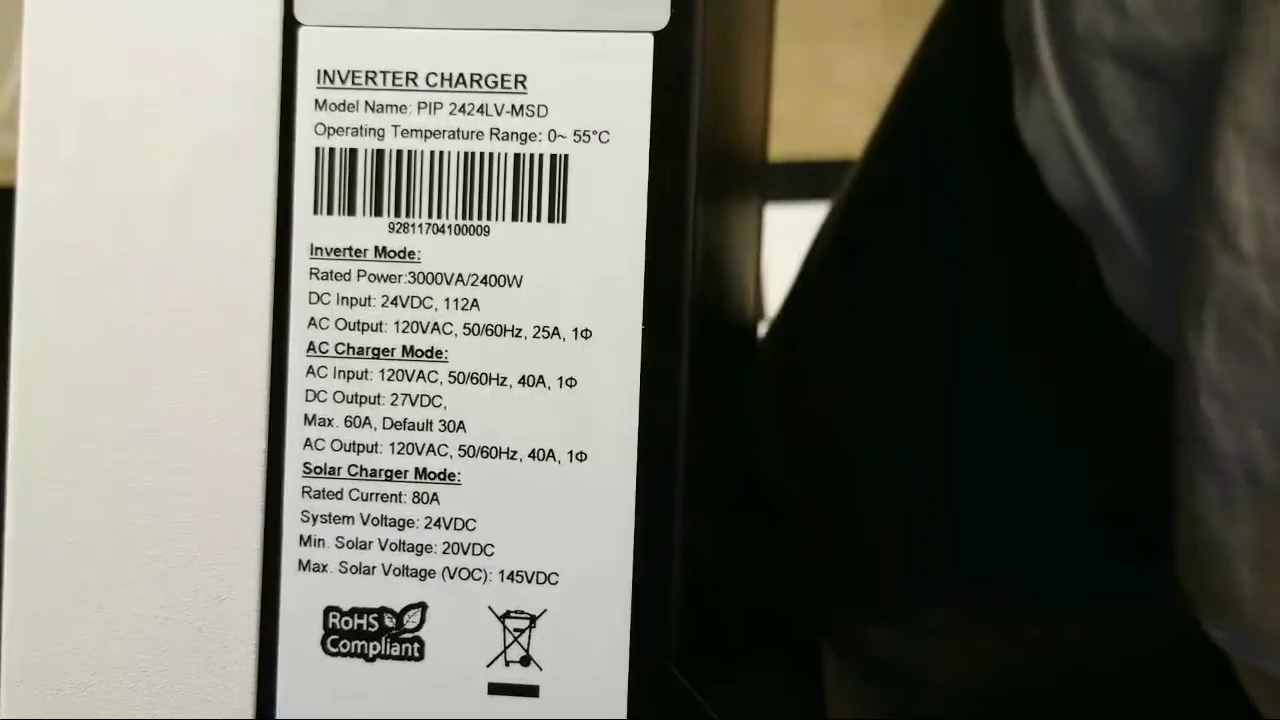 INVERTER CHARGER
Model Name: PIP 2424LV-MSD
Operating Temperature Range: 0~ 55°C
92811704100009
Inverter Mode:
Rated Power:3000VA/2400W
DC Input: 24VDC, 112A
AC Output: 120VAC, 50/60Hz, 25A, 1Φ
AC Charger Mode:
AC Input: 120VAC, 50/60Hz, 40A, 1Φ
DC Output: 27VDC,
Max. 60A, Default 30A
AC Output: 120VAC, 50/60Hz, 40A, 1Φ
Solar Charger Mode:
Rated Current: 80A
System Voltage: 24VDC
Min. Solar Voltage: 20VDC
Max. Solar Voltage (VOC): 145VDC
RoHS
Compliant